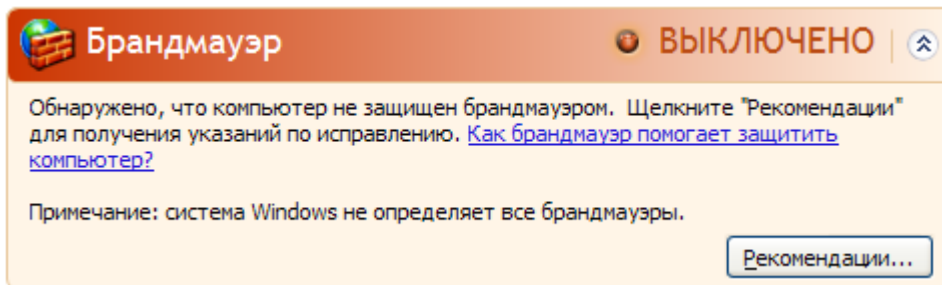 Брандмауэр
ВЫКЛЮЧЕНО
Обнаружено, что компьютер не защищен брандмауэром. Щелкните "Рекомендации"
для получения указаний по исправлению. Как брандмауэр помогает защитить
компьютер?
Примечание: система Windows не определяет все брандмауэры.
Рекомендации...